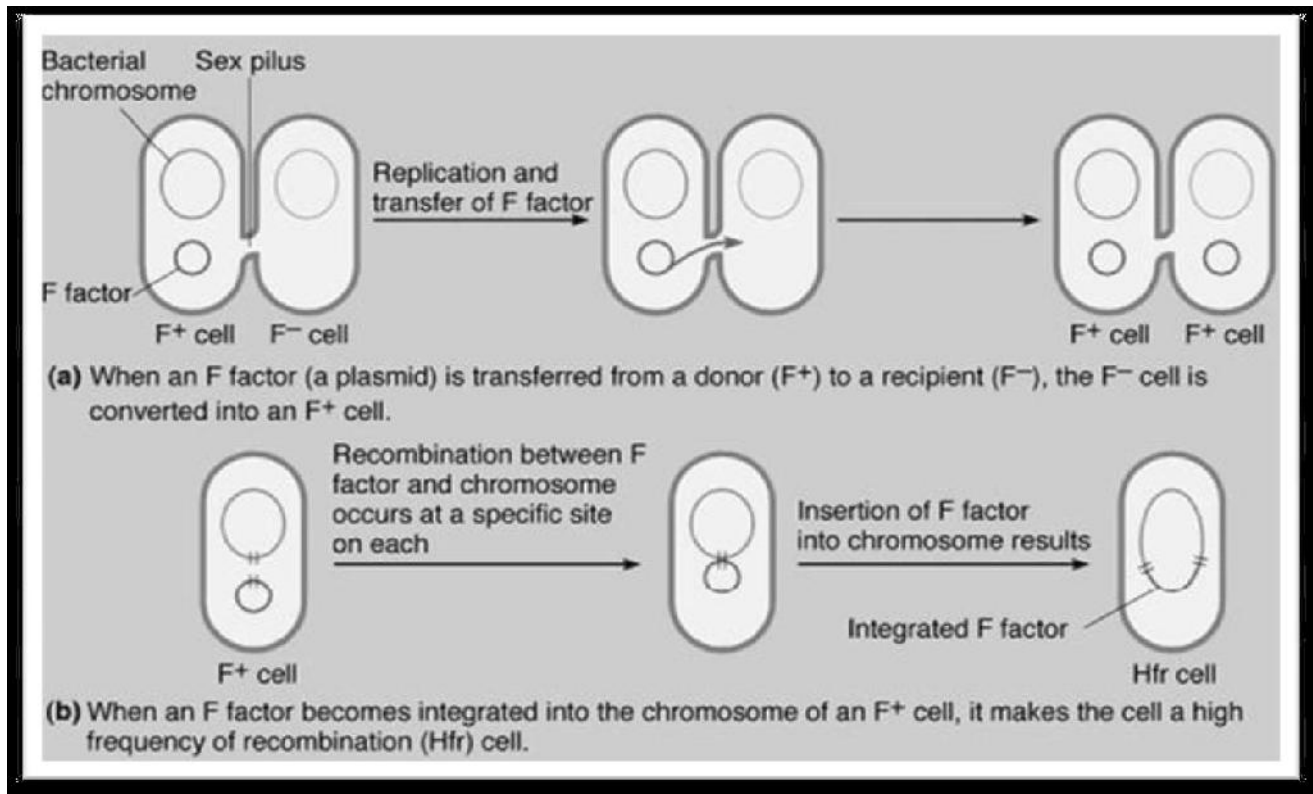 Bacterial
chromosome
Sex pilus
Replication and
transfer of F factor
F factor
F+ cell
F− cell
F+ cell
F+ cell
(a) When an F factor (a plasmid) is transferred from a donor (F+) to a recipient (F−), the F− cell is
converted into an F+ cell.
Recombination between F
factor and chromosome
occurs at a specific site
on each
Insertion of F factor
into chromosome results
Integrated F factor
F+ cell
Hfr cell
(b) When an F factor becomes integrated into the chromosome of an F+ cell, it makes the cell a high
frequency of recombination (Hfr) cell.